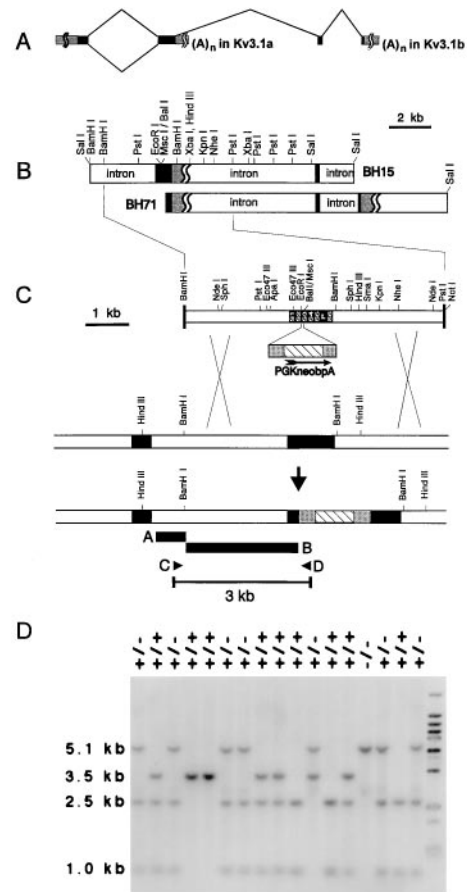 A
(A)n in Kv3.1a
(A)n in Kv3.1b
2 kb
Sal I
BamH I
BamH I
Pst I
EcoR I
Msc I / Bal I
BamH I
Xba I, Hind III
Kpn I
Nhe I
Pst I
Xba I
Pst I
Pst I
Pst I
Sal I
Sal I
B
intron
intron
intron
BH15
Sal I
BH71
intron
intron
C
1 kb
BamH I
Nde I
Sph I
Pst I
Eco47 III
Apa I
Eco47 III
EcoR I
Bal I/Msc I
BamH I
Sph I
Hind III
Sma I
Kpn I
Nhe I
Nde I
Pst I
Not I
PGKneobpA
Hind III
BamH I
BamH I
Hind III
Hind III
BamH I
BamH I
Hind III
A
B
C
D
3 kb
D
+/- +/+ +/- +/+ +/+ +/- +/- +/+ +/+ +/+ +/- +/+ +/+ -/- +/- +/+ +/-
5.1 kb
3.5 kb
2.5 kb
1.0 kb